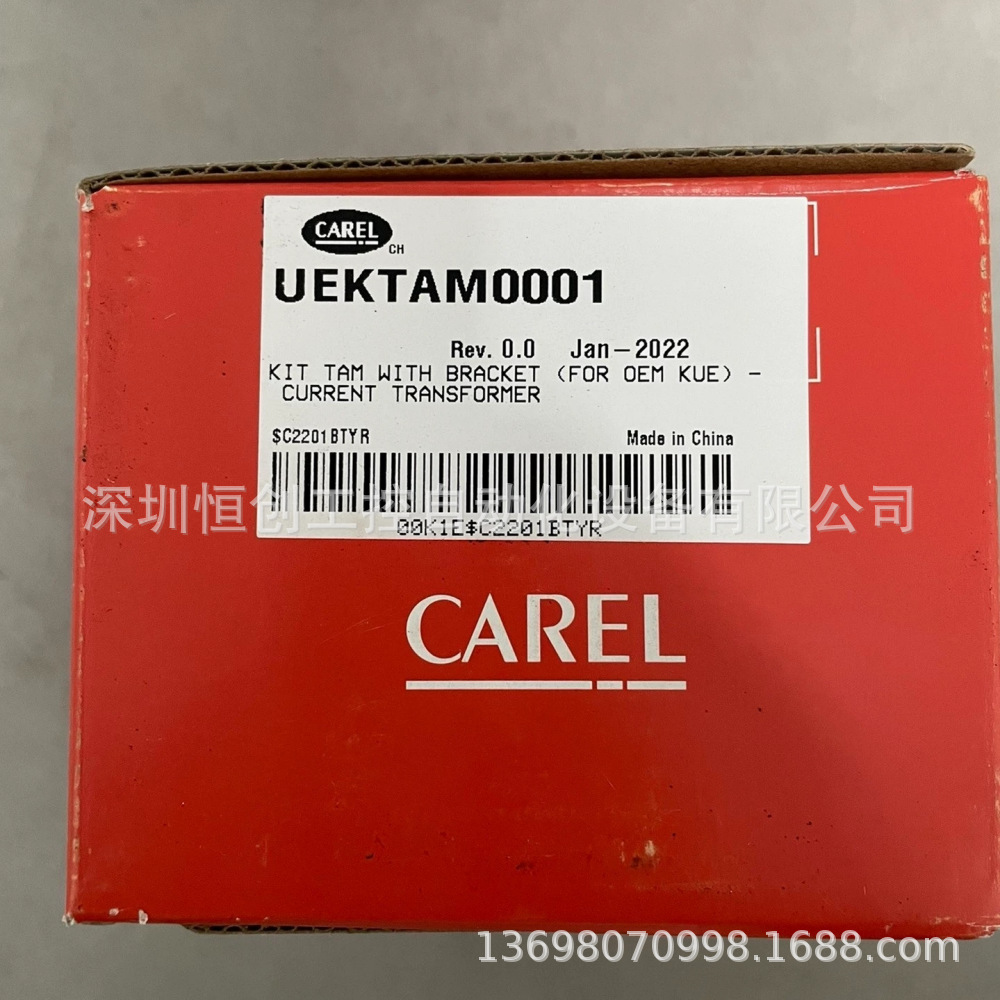 CAREL
CH
UEKTAM0001
Rev. 0.0 Jan-2022
KIT TAM WITH BRACKET (FOR OEM KUE) -
CURRENT TRANSFORMER
$C2201BTYR Made in China
深圳恒创工控自动化设备有限公司
00K1E$C2201BTYR
CAREL
13698070998.1688.com